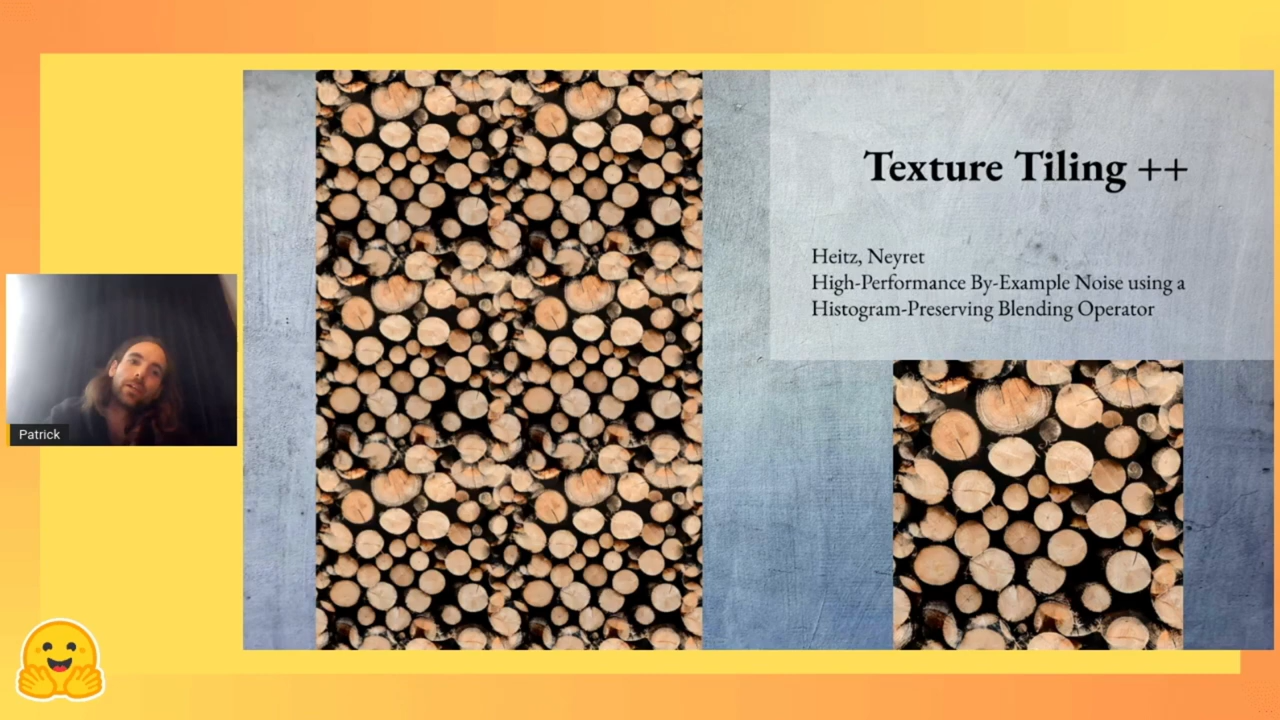 Texture Tiling ++
Heitz, Neyret
High-Performance By-Example Noise using a
Histogram-Preserving Blending Operator
Patrick